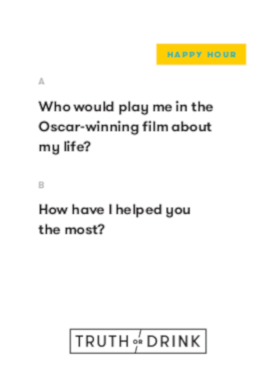 HAPPY HOUR
A
Who would play me in the
Oscar-winning film about
my life?
B
How have I helped you
the most?
TRUTH OR DRINK